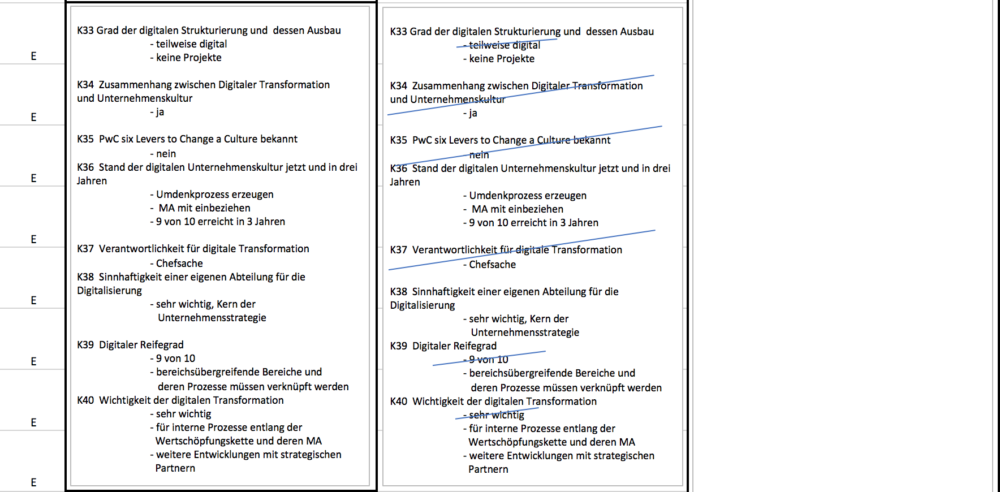 E
E
E
E
E
E
E
E
K33 Grad der digitalen Strukturierung und  dessen Ausbau
- teilweise digital
- keine Projekte
K34  Zusammenhang zwischen Digitaler Transformation
und Unternehmenskultur
- ja
K35  PwC six Levers to Change a Culture bekannt
- nein
K36  Stand der digitalen Unternehmenskultur jetzt und in drei
Jahren
- Umdenkprozess erzeugen
-  MA mit einbeziehen
- 9 von 10 erreicht in 3 Jahren
K37  Verantwortlichkeit für digitale Transformation
- Chefsache
K38  Sinnhaftigkeit einer eigenen Abteilung für die
Digitalisierung
- sehr wichtig, Kern der
Unternehmensstrategie
K39  Digitaler Reifegrad
- 9 von 10
- bereichsübergreifende Bereiche und
deren Prozesse müssen verknüpft werden
K40  Wichtigkeit der digitalen Transformation
- sehr wichtig
- für interne Prozesse entlang der
Wertschöpfungskette und deren MA
- weitere Entwicklungen mit strategischen
Partnern
K33 Grad der digitalen Strukturierung und  dessen Ausbau
- teilweise digital
- keine Projekte
K34  Zusammenhang zwischen Digitaler Transformation
und Unternehmenskultur
- ja
K35  PwC six Levers to Change a Culture bekannt
- nein
K36  Stand der digitalen Unternehmenskultur jetzt und in drei
Jahren
- Umdenkprozess erzeugen
-  MA mit einbeziehen
- 9 von 10 erreicht in 3 Jahren
K37  Verantwortlichkeit für digitale Transformation
- Chefsache
K38  Sinnhaftigkeit einer eigenen Abteilung für die
Digitalisierung
- sehr wichtig, Kern der
Unternehmensstrategie
K39  Digitaler Reifegrad
- 9 von 10
- bereichsübergreifende Bereiche und
deren Prozesse müssen verknüpft werden
K40  Wichtigkeit der digitalen Transformation
- sehr wichtig
- für interne Prozesse entlang der
Wertschöpfungskette und deren MA
- weitere Entwicklungen mit strategischen
Partnern